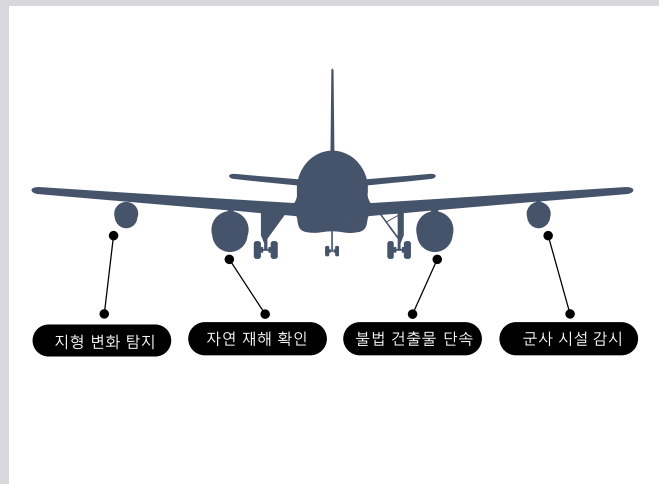 지형 변화 탐지
자연 재해 확인
불법 건출물 단속
군사 시설 감시